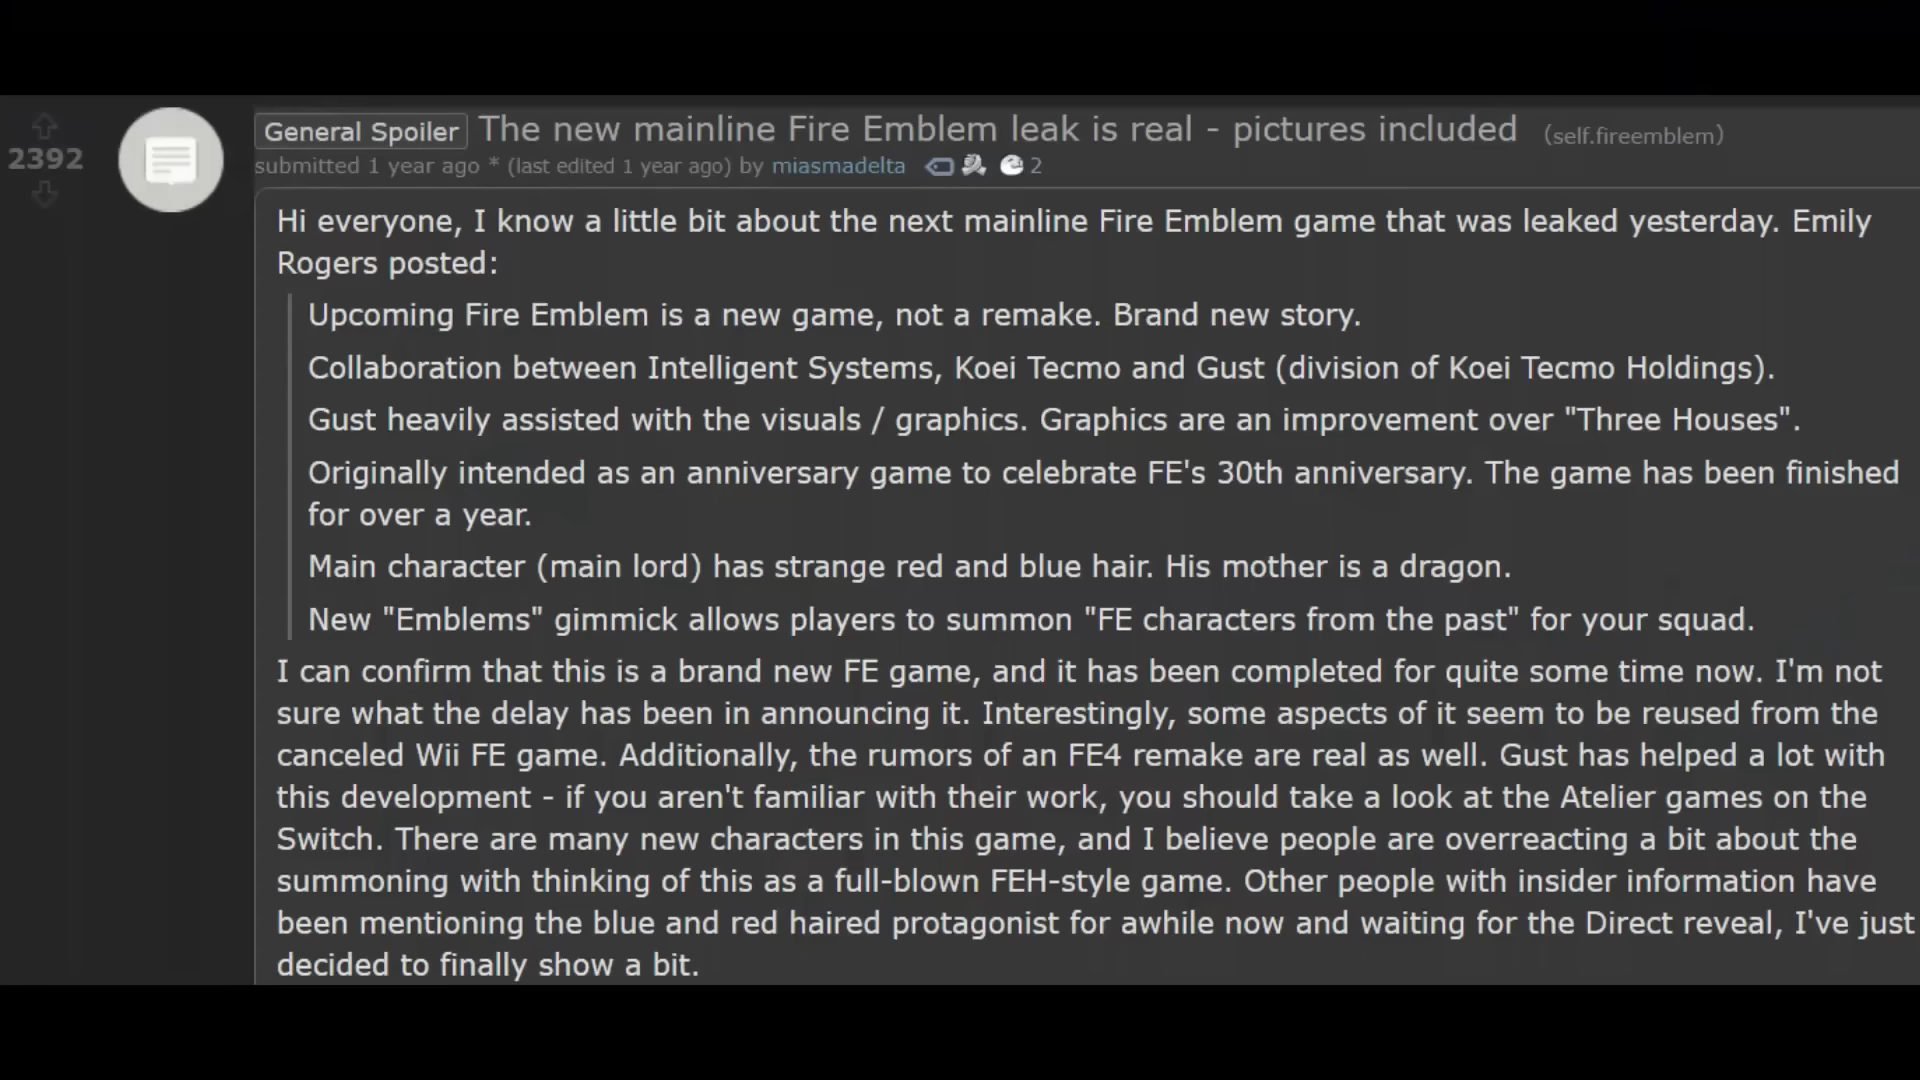 General Spoiler The new mainline Fire Emblem leak is real - pictures included (self.fireemblem)
2392
submitted 1 year ago * (last edited 1 year ago) by miasmadelta 2
Hi everyone, I know a little bit about the next mainline Fire Emblem game that was leaked yesterday. Emily
Rogers posted:
Upcoming Fire Emblem is a new game, not a remake. Brand new story.
Collaboration between Intelligent Systems, Koei Tecmo and Gust (division of Koei Tecmo Holdings).
Gust heavily assisted with the visuals / graphics. Graphics are an improvement over "Three Houses".
Originally intended as an anniversary game to celebrate FE's 30th anniversary. The game has been finished
for over a year.
Main character (main lord) has strange red and blue hair. His mother is a dragon.
New "Emblems" gimmick allows players to summon "FE characters from the past" for your squad.
I can confirm that this is a brand new FE game, and it has been completed for quite some time now. I'm not
sure what the delay has been in announcing it. Interestingly, some aspects of it seem to be reused from the
canceled Wii FE game. Additionally, the rumors of an FE4 remake are real as well. Gust has helped a lot with
this development - if you aren't familiar with their work, you should take a look at the Atelier games on the
Switch. There are many new characters in this game, and I believe people are overreacting a bit about the
summoning with thinking of this as a full-blown FEH-style game. Other people with insider information have
been mentioning the blue and red haired protagonist for awhile now and waiting for the Direct reveal, I've just
decided to finally show a bit.